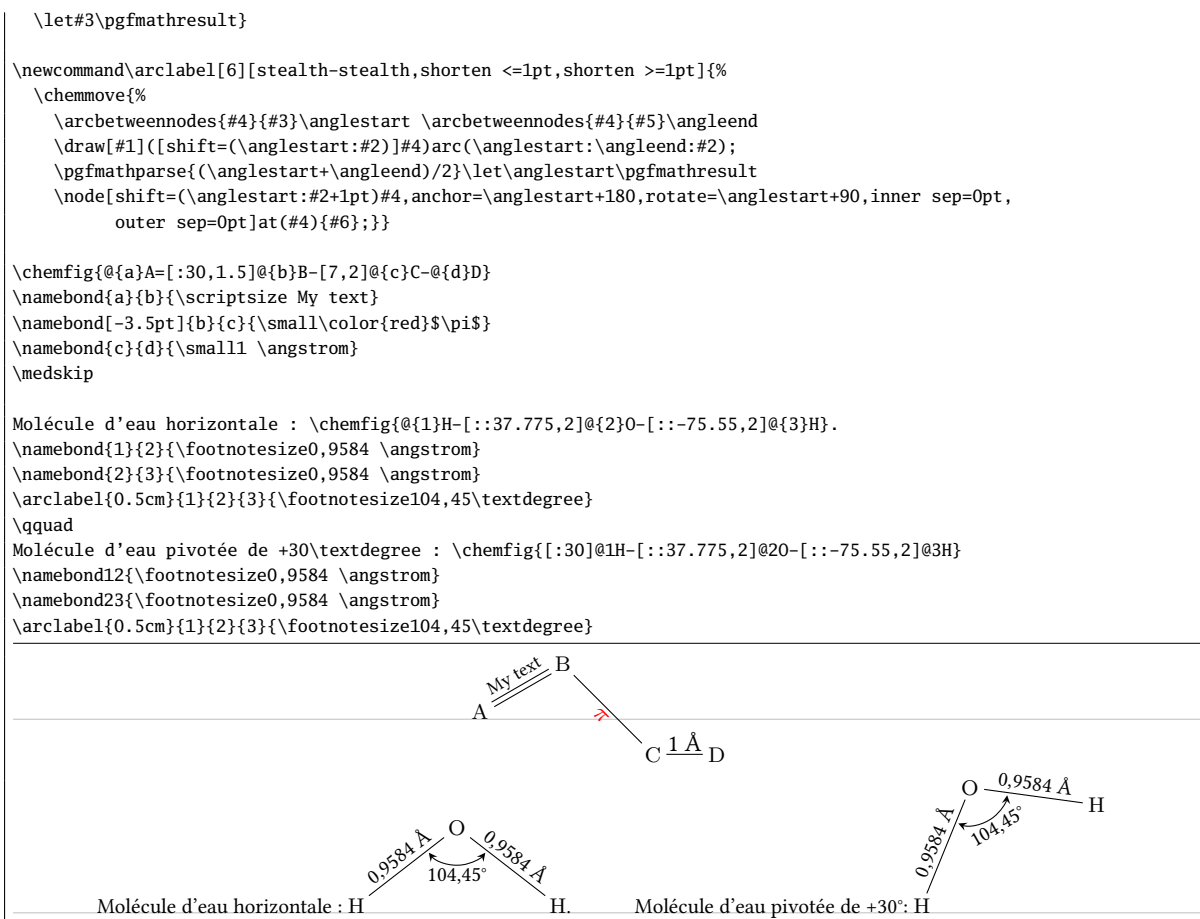 \let#3\pgfmathresult}
\newcommand\arclabel[6][stealth-stealth,shorten <=1pt,shorten >=1pt]{%
\chemmove{%
\arcbetweennodes{#4}{#3}\anglestart \arcbetweennodes{#4}{#5}\angleend
\draw[#1]([shift=(\anglestart:#2)]#4)arc(\anglestart:\angleend:#2);
\pgfmathparse{(\anglestart+\angleend)/2}\let\anglestart\pgfmathresult
\node[shift=(\anglestart:#2+1pt)#4,anchor=\anglestart+180,rotate=\anglestart+90,inner sep=0pt,
outer sep=0pt]at(#4){#6};}}
\chemfig{@{a}A=[:30,1.5]@{b}B-[7,2]@{c}C-@{d}D}
\namebond{a}{b}{\scriptsize My text}
\namebond[-3.5pt]{b}{c}{\small\color{red}$\pi$}
\namebond{c}{d}{\small1 \angstrom}
\medskip
Molécule d'eau horizontale : \chemfig{@{1}H-[::37.775,2]@{2}O-[::-75.55,2]@{3}H}.
\namebond{1}{2}{\footnotesize0,9584 \angstrom}
\namebond{2}{3}{\footnotesize0,9584 \angstrom}
\arclabel{0.5cm}{1}{2}{3}{\footnotesize104,45\textdegree}
\qquad
Molécule d'eau pivotée de +30\textdegree : \chemfig{[:30]@1H-[::37.775,2]@2O-[::-75.55,2]@3H}
\namebond12{\footnotesize0,9584 \angstrom}
\namebond23{\footnotesize0,9584 \angstrom}
\arclabel{0.5cm}{1}{2}{3}{\footnotesize104,45\textdegree}
A My text B
π
C 1 Å D
O 0,9584 Å H
0,9584 Å 104,45°
O
0,9584 Å 0,9584 Å
104,45°
Molécule d'eau horizontale : H H. Molécule d'eau pivotée de +30°: H